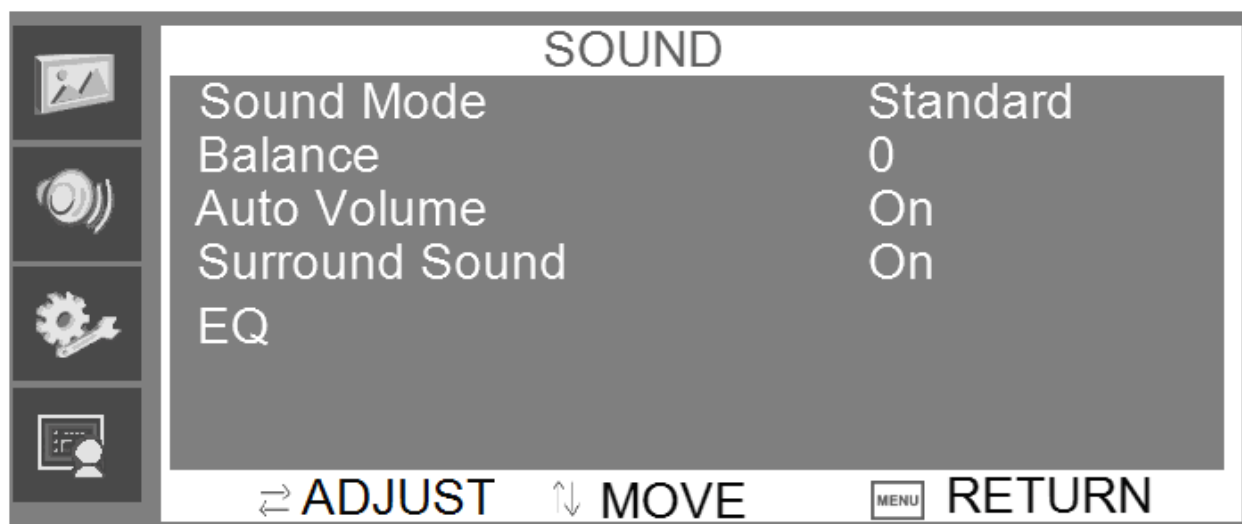 SOUND
Sound Mode Standard
Balance 0
Auto Volume On
Surround Sound On
EQ
⇄ ADJUST ↑↓ MOVE MENU RETURN